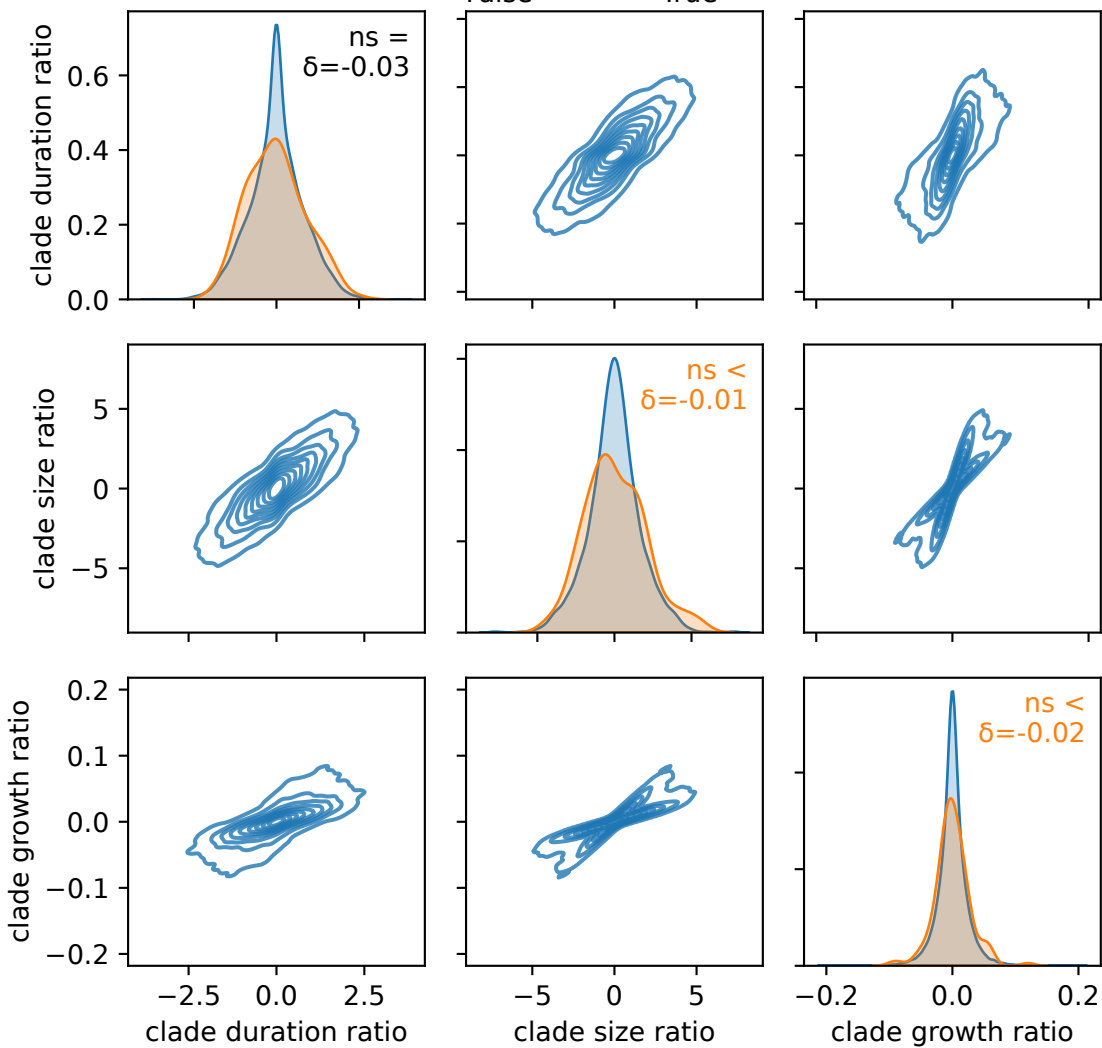 ns =
δ=-0.03
clade duration ratio
0.6
0.4
0.2
0.0
ns <
δ=-0.01
clade size ratio
5
0
−5
ns <
δ=-0.02
clade growth ratio
0.2
0.1
0.0
−0.1
−0.2
−2.5 0.0 2.5
−5 0 5
−0.2 0.0 0.2
clade duration ratio
clade size ratio
clade growth ratio